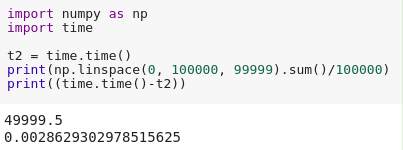 import numpy as np
import time
t2 = time.time()
print(np.linspace(0, 100000, 99999).sum()/100000)
print((time.time()-t2))
49999.5
0.0028629302978515625